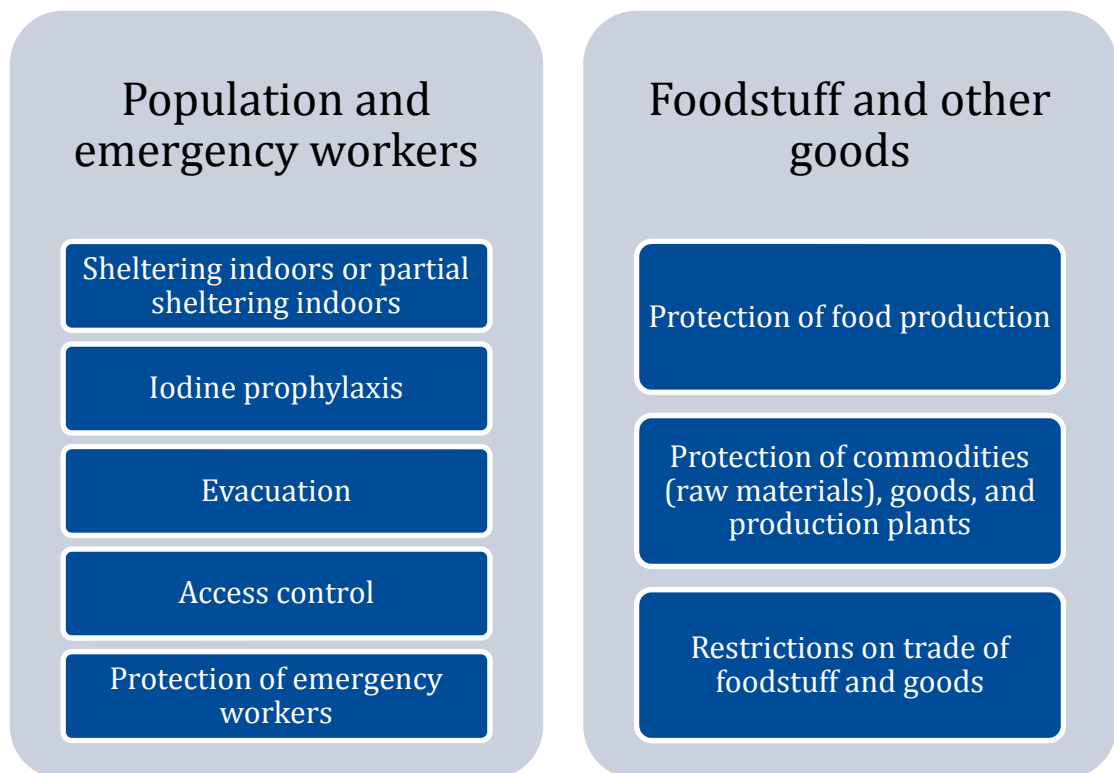 Population and
emergency workers
Sheltering indoors or partial
sheltering indoors
Iodine prophylaxis
Evacuation
Access control
Protection of emergency
workers
Foodstuff and other
goods
Protection of food production
Protection of commodities
(raw materials), goods, and
production plants
Restrictions on trade of
foodstuff and goods